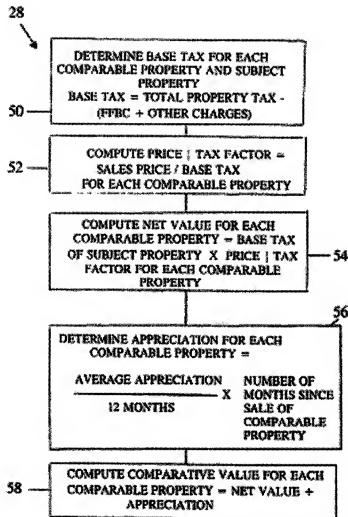 28
DETERMINE BASE TAX FOR EACH
COMPARABLE PROPERTY AND SUBJECT
PROPERTY
BASE TAX = TOTAL PROPERTY TAX -
(FFBC + OTHER CHARGES)
50
COMPUTE PRICE | TAX FACTOR =
SALES PRICE / BASE TAX
FOR EACH COMPARABLE PROPERTY
52
COMPUTE NET VALUE FOR EACH
COMPARABLE PROPERTY = BASE TAX
OF SUBJECT PROPERTY X PRICE | TAX
FACTOR FOR EACH COMPARABLE
PROPERTY
54
56
DETERMINE APPRECIATION FOR EACH
COMPARABLE PROPERTY =
AVERAGE APPRECIATION
12 MONTHS
X
NUMBER OF
MONTHS SINCE
SALE OF
COMPARABLE
PROPERTY
58
COMPUTE COMPARATIVE VALUE FOR EACH
COMPARABLE PROPERTY = NET VALUE +
APPRECIATION